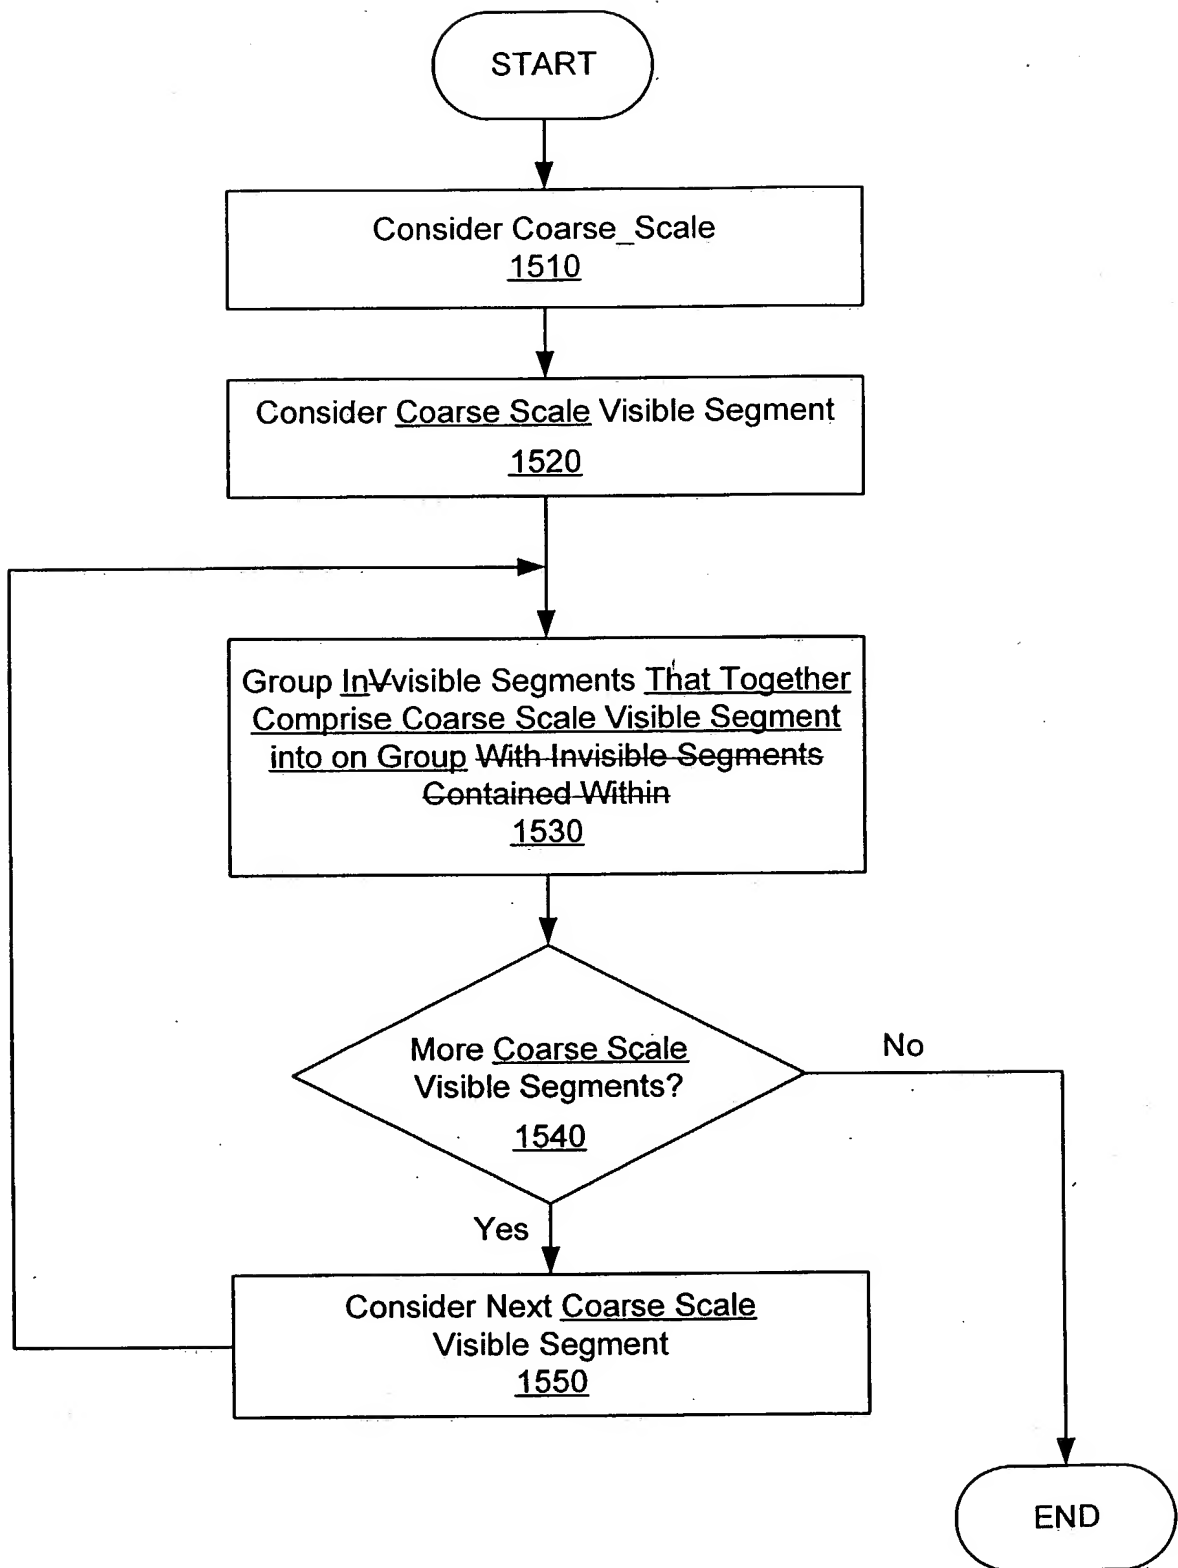 START
Consider Coarse_Scale
1510
Consider Coarse Scale Visible Segment
1520
Group InVvisible Segments That Together
Comprise Coarse Scale Visible Segment
into on Group With Invisible Segments
Contained Within
1530
More Coarse Scale
Visible Segments?
1540
No
Yes
Consider Next Coarse Scale
Visible Segment
1550
END